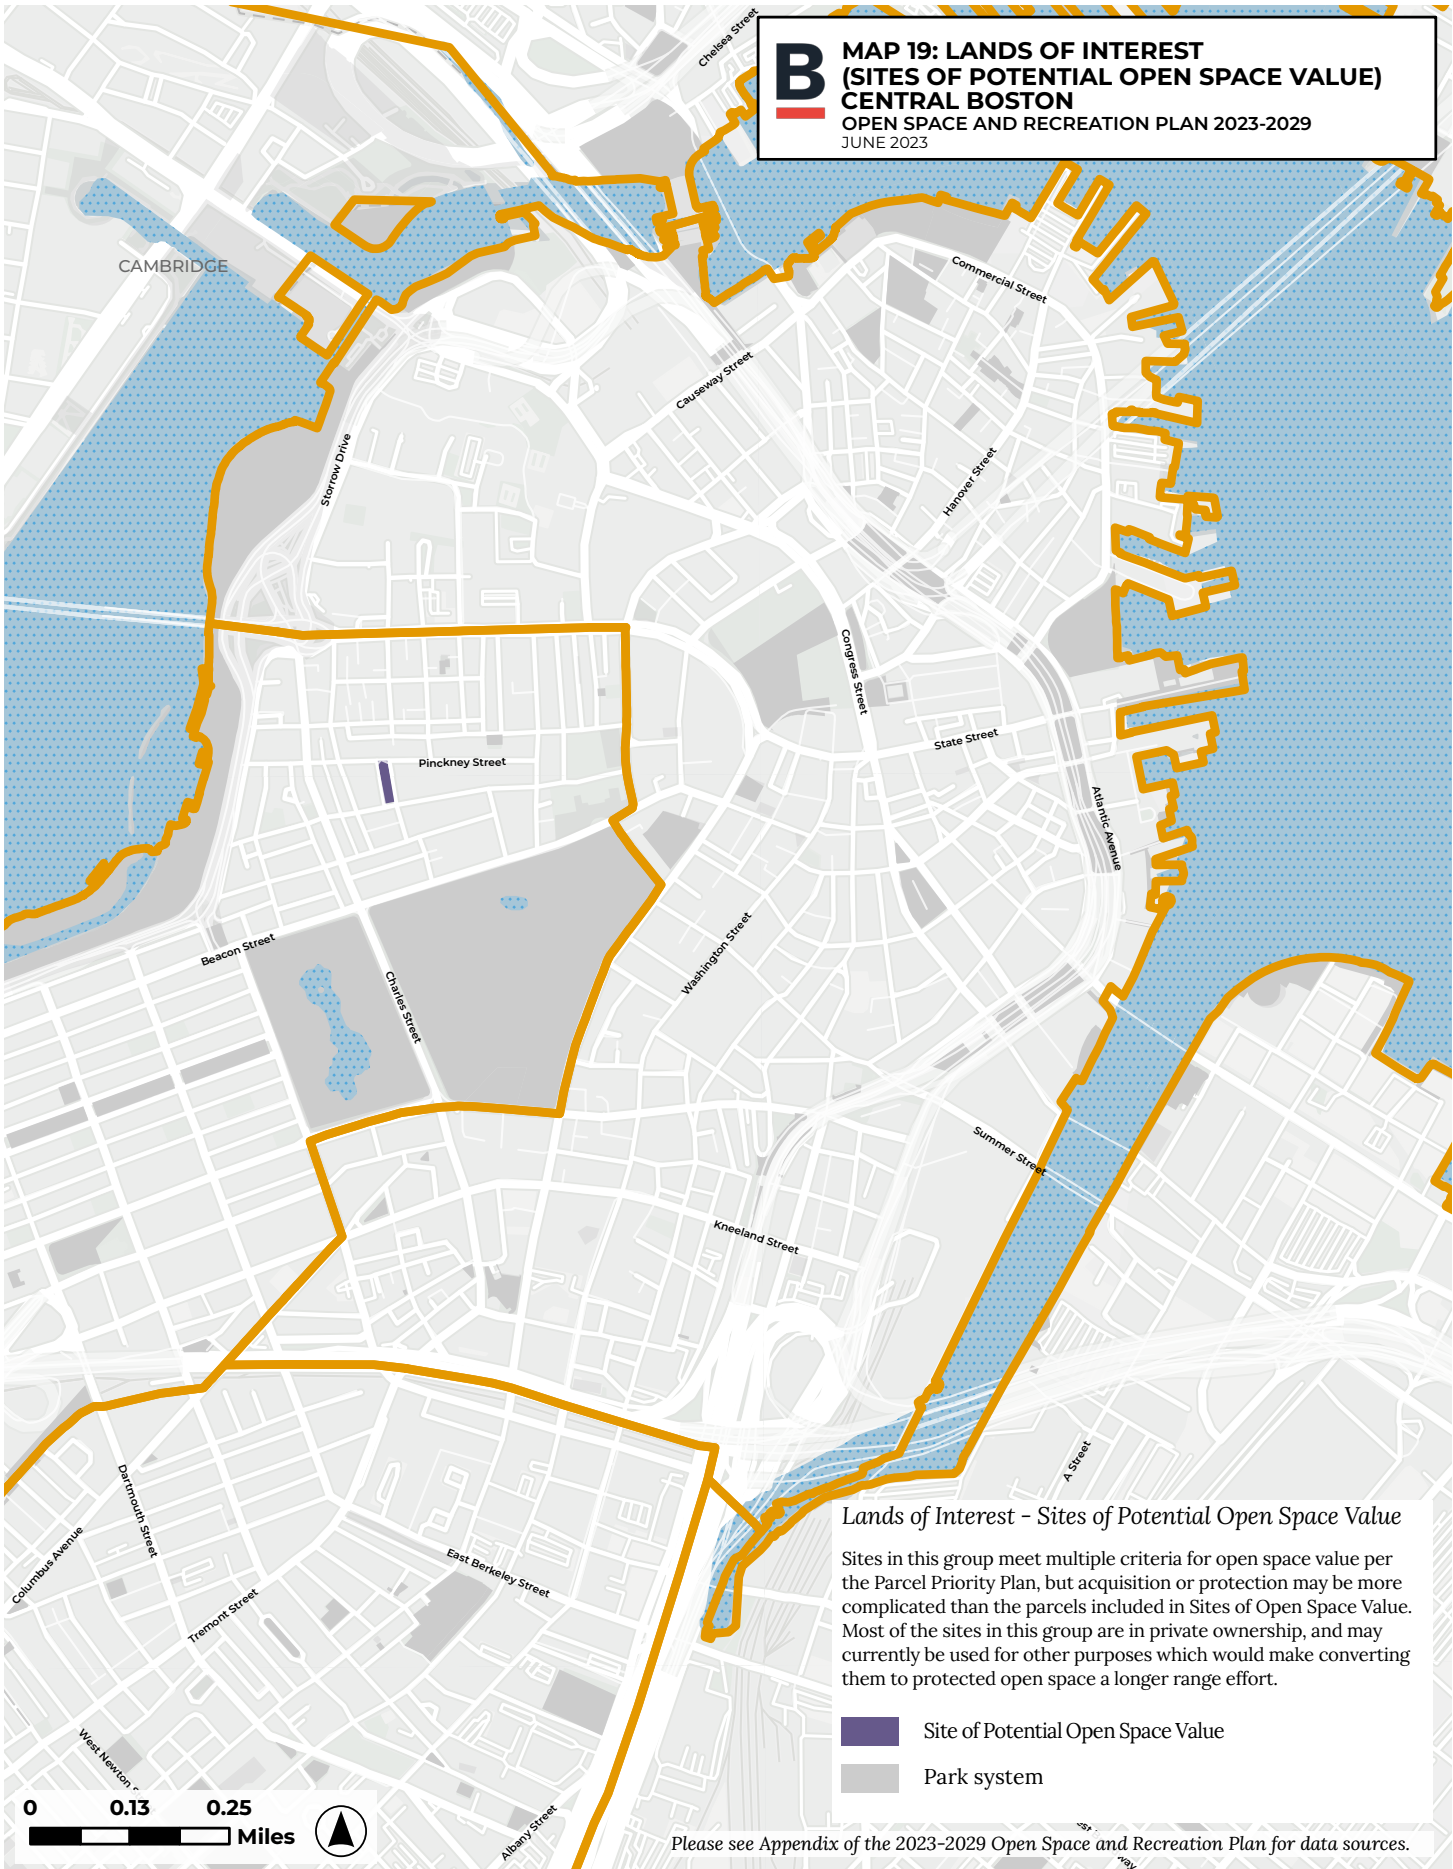 Chelsea Street
B
MAP 19: LANDS OF INTEREST
(SITES OF POTENTIAL OPEN SPACE VALUE)
CENTRAL BOSTON
OPEN SPACE AND RECREATION PLAN 2023-2029
JUNE 2023
CAMBRIDGE
Commercial Street
Causeway Street
Storrow Drive
Hanover Street
Congress Street
State Street
Pinckney Street
Atlantic Avenue
Beacon Street
Washington Street
Charles Street
Summer Street
Kneeland Street
A Street
Dartmouth Street
Columbus Avenue
East Berkeley Street
Tremont Street
West Newton S
Albany Street
Lands of Interest - Sites of Potential Open Space Value
Sites in this group meet multiple criteria for open space value per
the Parcel Priority Plan, but acquisition or protection may be more
complicated than the parcels included in Sites of Open Space Value.
Most of the sites in this group are in private ownership, and may
currently be used for other purposes which would make converting
them to protected open space a longer range effort.
Site of Potential Open Space Value
Park system
0 0.13 0.25
Miles
Please see Appendix of the 2023-2029 Open Space and Recreation Plan for data sources.